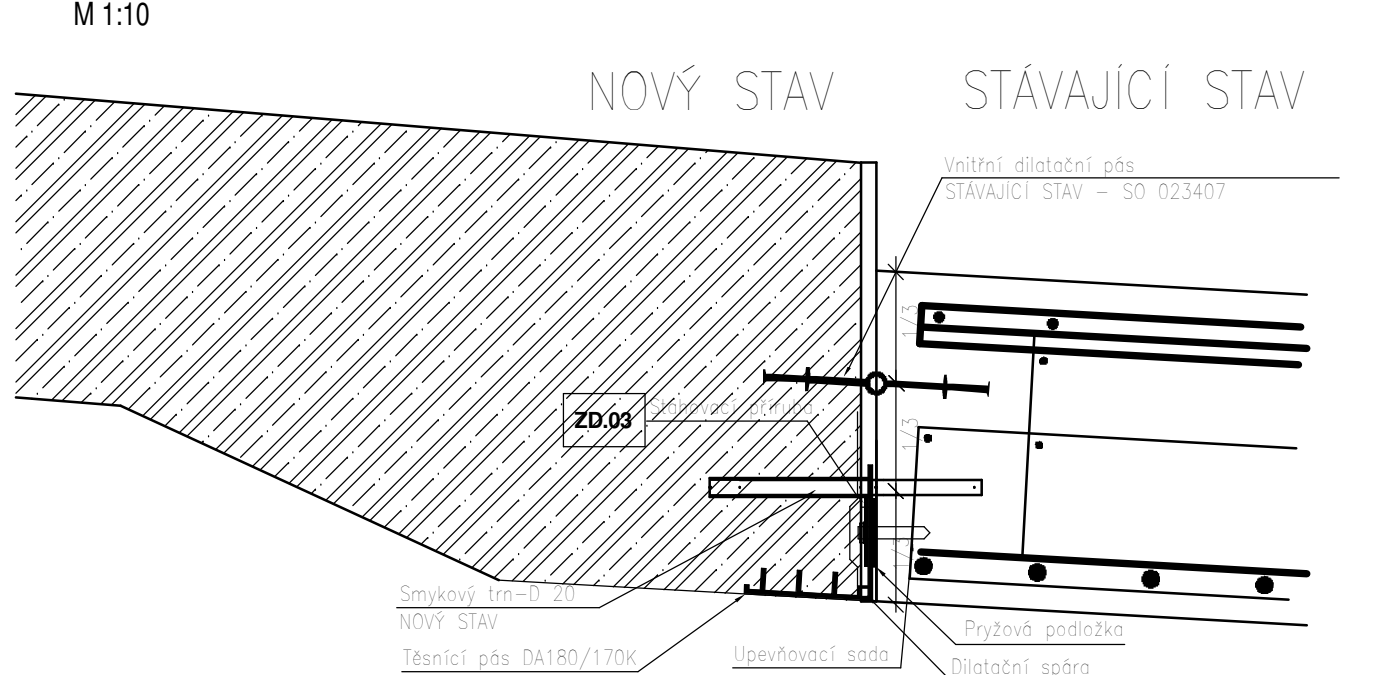 M 1:10
NOVÝ STAV
STÁVAJÍCÍ STAV
Vnitřní dilatační pás
STÁVAJÍCÍ STAV - SO 023407
1/3
ZD.03
Stahovací příruba
1/3
1/3
Smykový trn-D 20
NOVÝ STAV
Těsnící pás DA180/170K
Upevňovací sada
Pryžová podložka
Dilatační spára